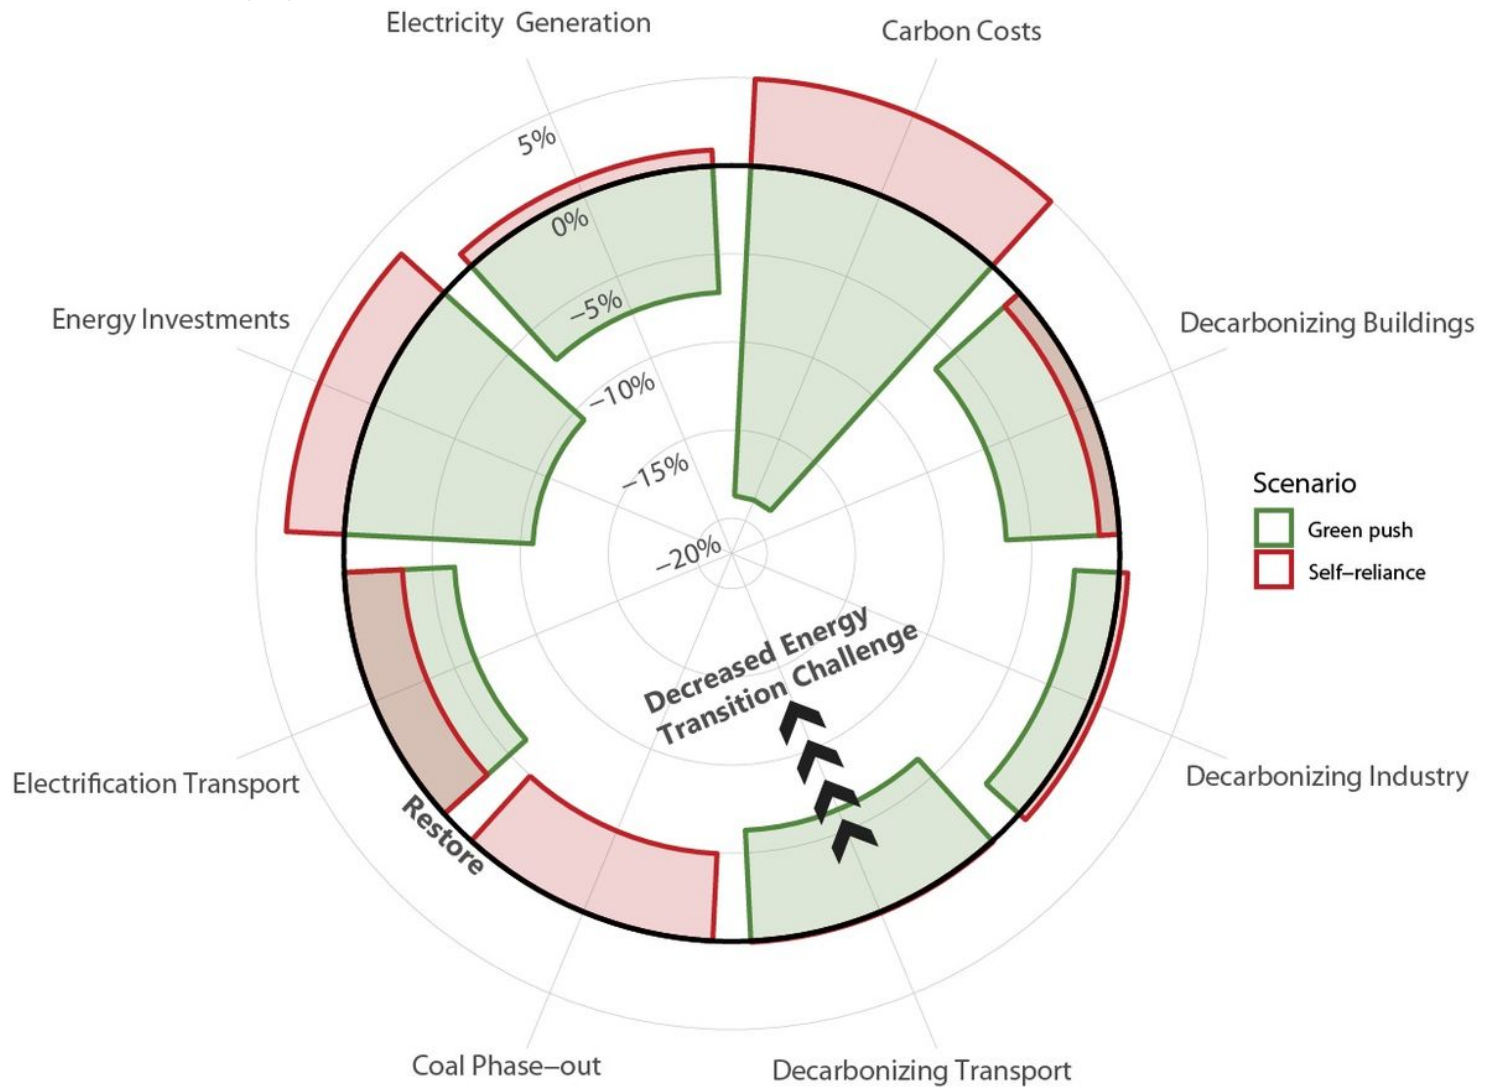 Electricity Generation
Carbon Costs
5%
0%
−5%
−10%
−15%
−20%
Energy Investments
Decarbonizing Buildings
Scenario
Green push
Self−reliance
Decreased Energy
Transition Challenge
Electrification Transport
Decarbonizing Industry
Restore
Coal Phase−out
Decarbonizing Transport